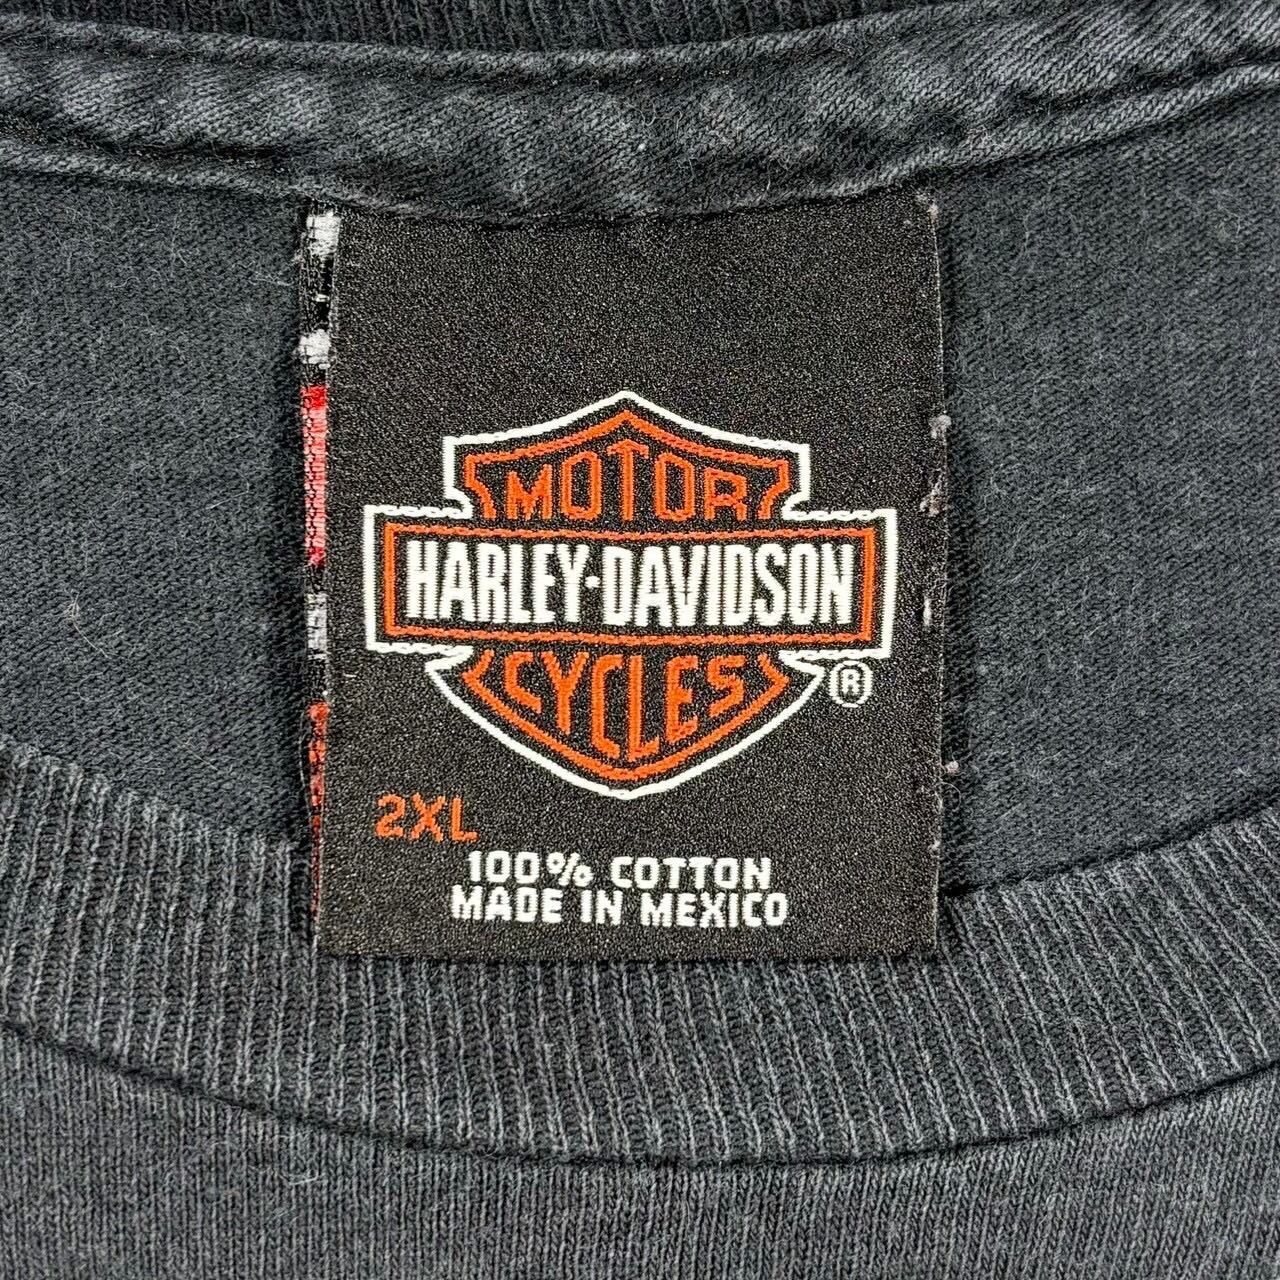 MOTOR
HARLEY-DAVIDSON
CYCLES
®
2XL
100% COTTON
MADE IN MEXICO